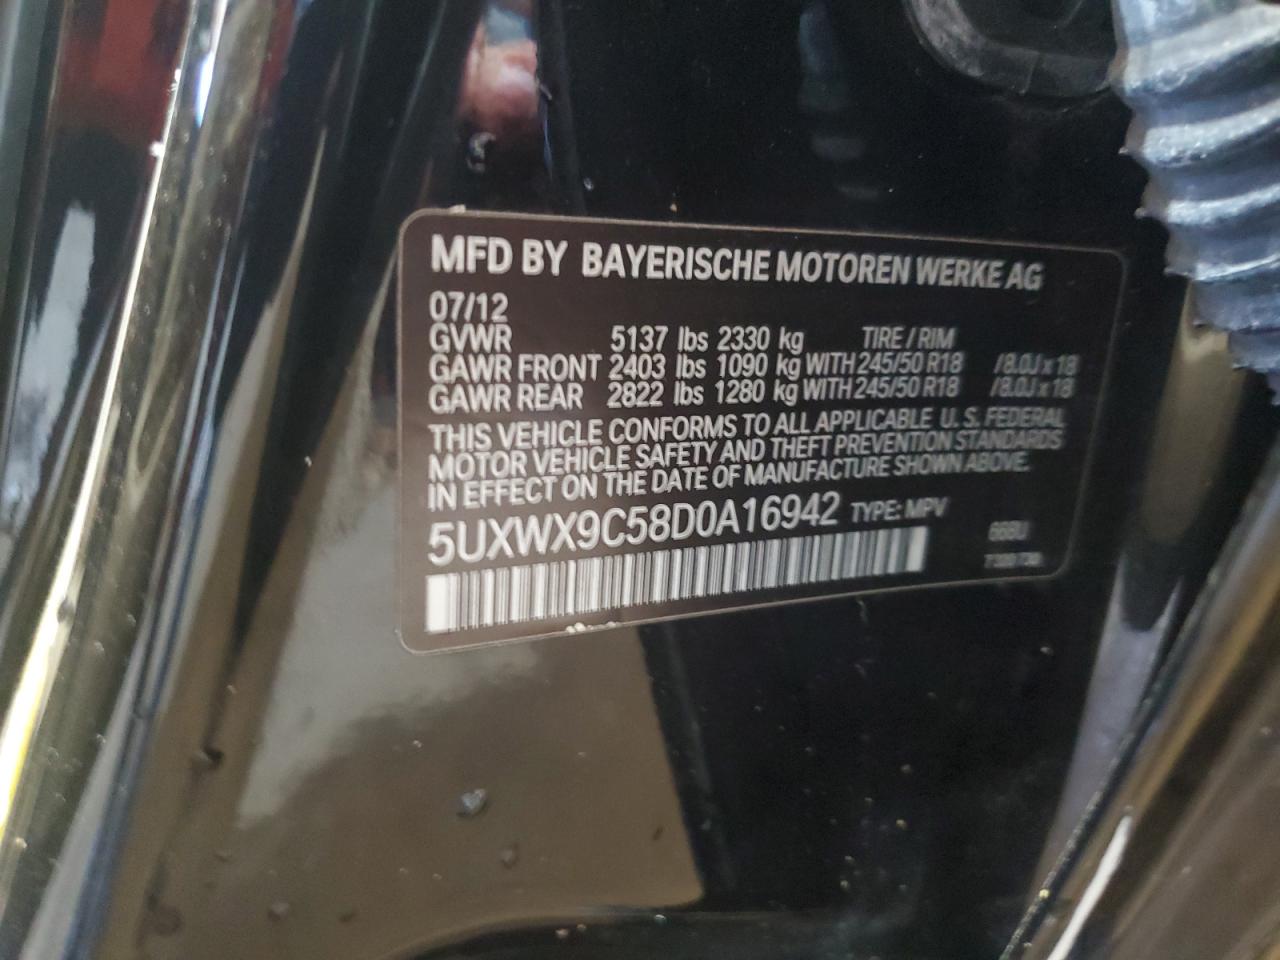 MFD BY BAYERISCHE MOTOREN WERKE AG
07/12
GVWR 5137 lbs 2330 kg TIRE / RIM
GAWR FRONT 2403 lbs 1090 kg WITH 245/50 R18 /8.0J x 18
GAWR REAR 2822 lbs 1280 kg WITH 245/50 R18 /8.0J x 18
THIS VEHICLE CONFORMS TO ALL APPLICABLE U.S. FEDERAL
MOTOR VEHICLE SAFETY AND THEFT PREVENTION STANDARDS
IN EFFECT ON THE DATE OF MANUFACTURE SHOWN ABOVE.
5UXWX9C58D0A16942 TYPE: MPV